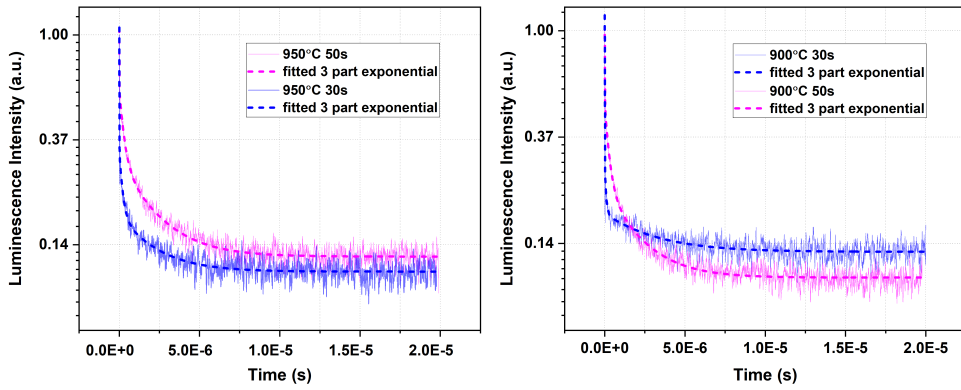 Luminescence Intensity (a.u.)
1.00
0.37
0.14
950°C 50s
fitted 3 part exponential
950°C 30s
fitted 3 part exponential
0.0E+0 5.0E-6 1.0E-5 1.5E-5 2.0E-5
Time (s)
Luminescence Intensity (a.u.)
1.00
0.37
0.14
900°C 30s
fitted 3 part exponential
900°C 50s
fitted 3 part exponential
0.0E+0 5.0E-6 1.0E-5 1.5E-5 2.0E-5
Time (s)